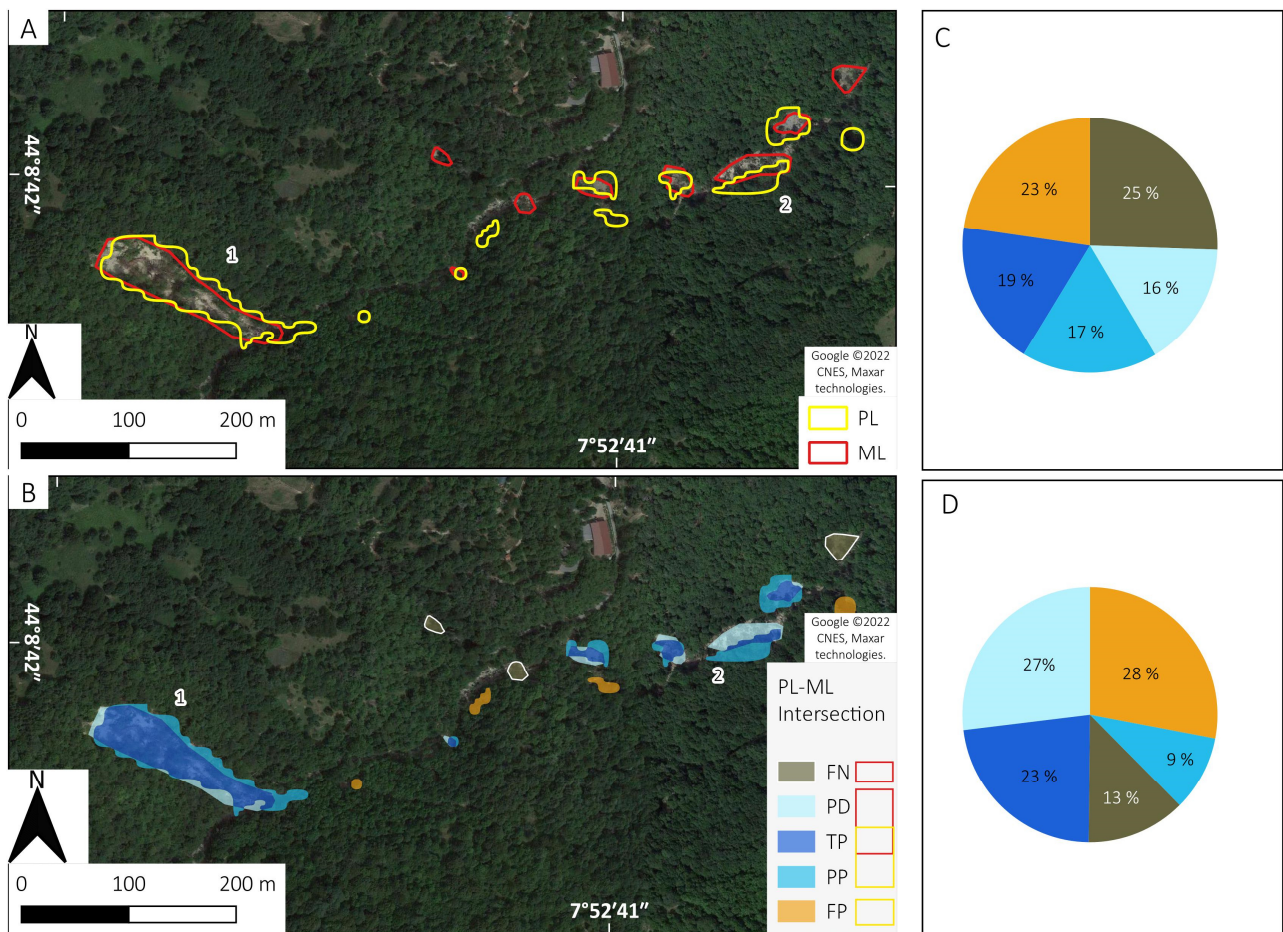 A
1
2
44°8'42"
N
0 100 200 m
7°52'41"
Google ©2022
CNES, Maxar
technologies.
PL
ML
B
1
2
44°8'42"
N
0 100 200 m
7°52'41"
Google ©2022
CNES, Maxar
technologies.
PL-ML
Intersection
FN
PD
TP
PP
FP
C
23 %
25 %
19 %
16 %
17 %
D
27%
28 %
23 %
9 %
13 %